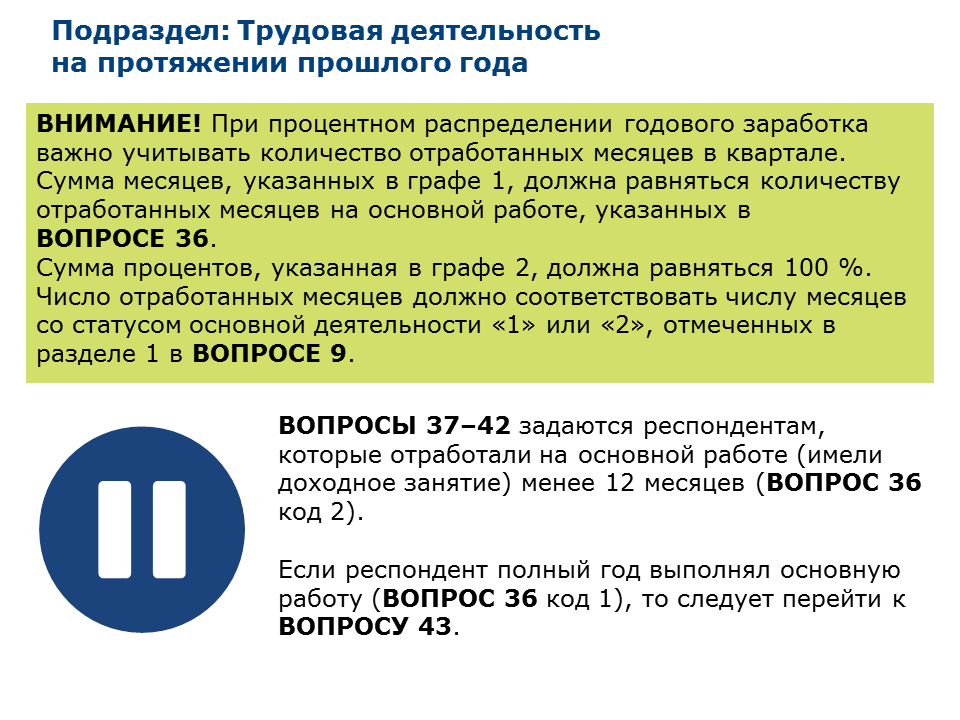 Подраздел: Трудовая деятельность
на протяжении прошлого года
ВНИМАНИЕ! При процентном распределении годового заработка
важно учитывать количество отработанных месяцев в квартале.
Сумма месяцев, указанных в графе 1, должна равняться количеству
отработанных месяцев на основной работе, указанных в
ВОПРОСЕ 36.
Сумма процентов, указанная в графе 2, должна равняться 100 %.
Число отработанных месяцев должно соответствовать числу месяцев
со статусом основной деятельности «1» или «2», отмеченных в
разделе 1 в ВОПРОСЕ 9.
ВОПРОСЫ 37–42 задаются респондентам,
которые отработали на основной работе (имели
доходное занятие) менее 12 месяцев (ВОПРОС 36
код 2).
Если респондент полный год выполнял основную
работу (ВОПРОС 36 код 1), то следует перейти к
ВОПРОСУ 43.